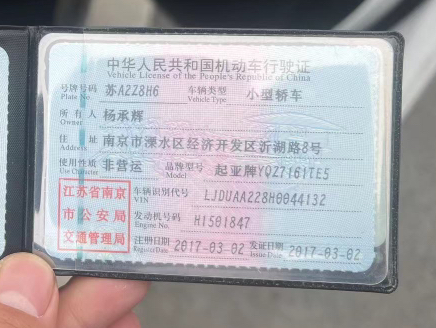 中华人民共和国机动车行驶证
Vehicle License of the People's Republic of China
号牌号码 苏A2Z8H6 车辆类型 小型轿车
Plate No. Vehicle Type
所有人 杨承辉
Owner
住址 南京市溧水区经济开发区沂湖路8号
Address
使用性质 非营运 品牌型号 起亚牌YQZ7161TE5
Use Character Model
江苏省南京 车辆识别代号 LJDUAA228H0044132
VIN
市公安局 发动机号码 H1501847
Engine No.
交通管理局 注册日期 2017-03-02 发证日期 2017-03-02
Register Date Issue Date